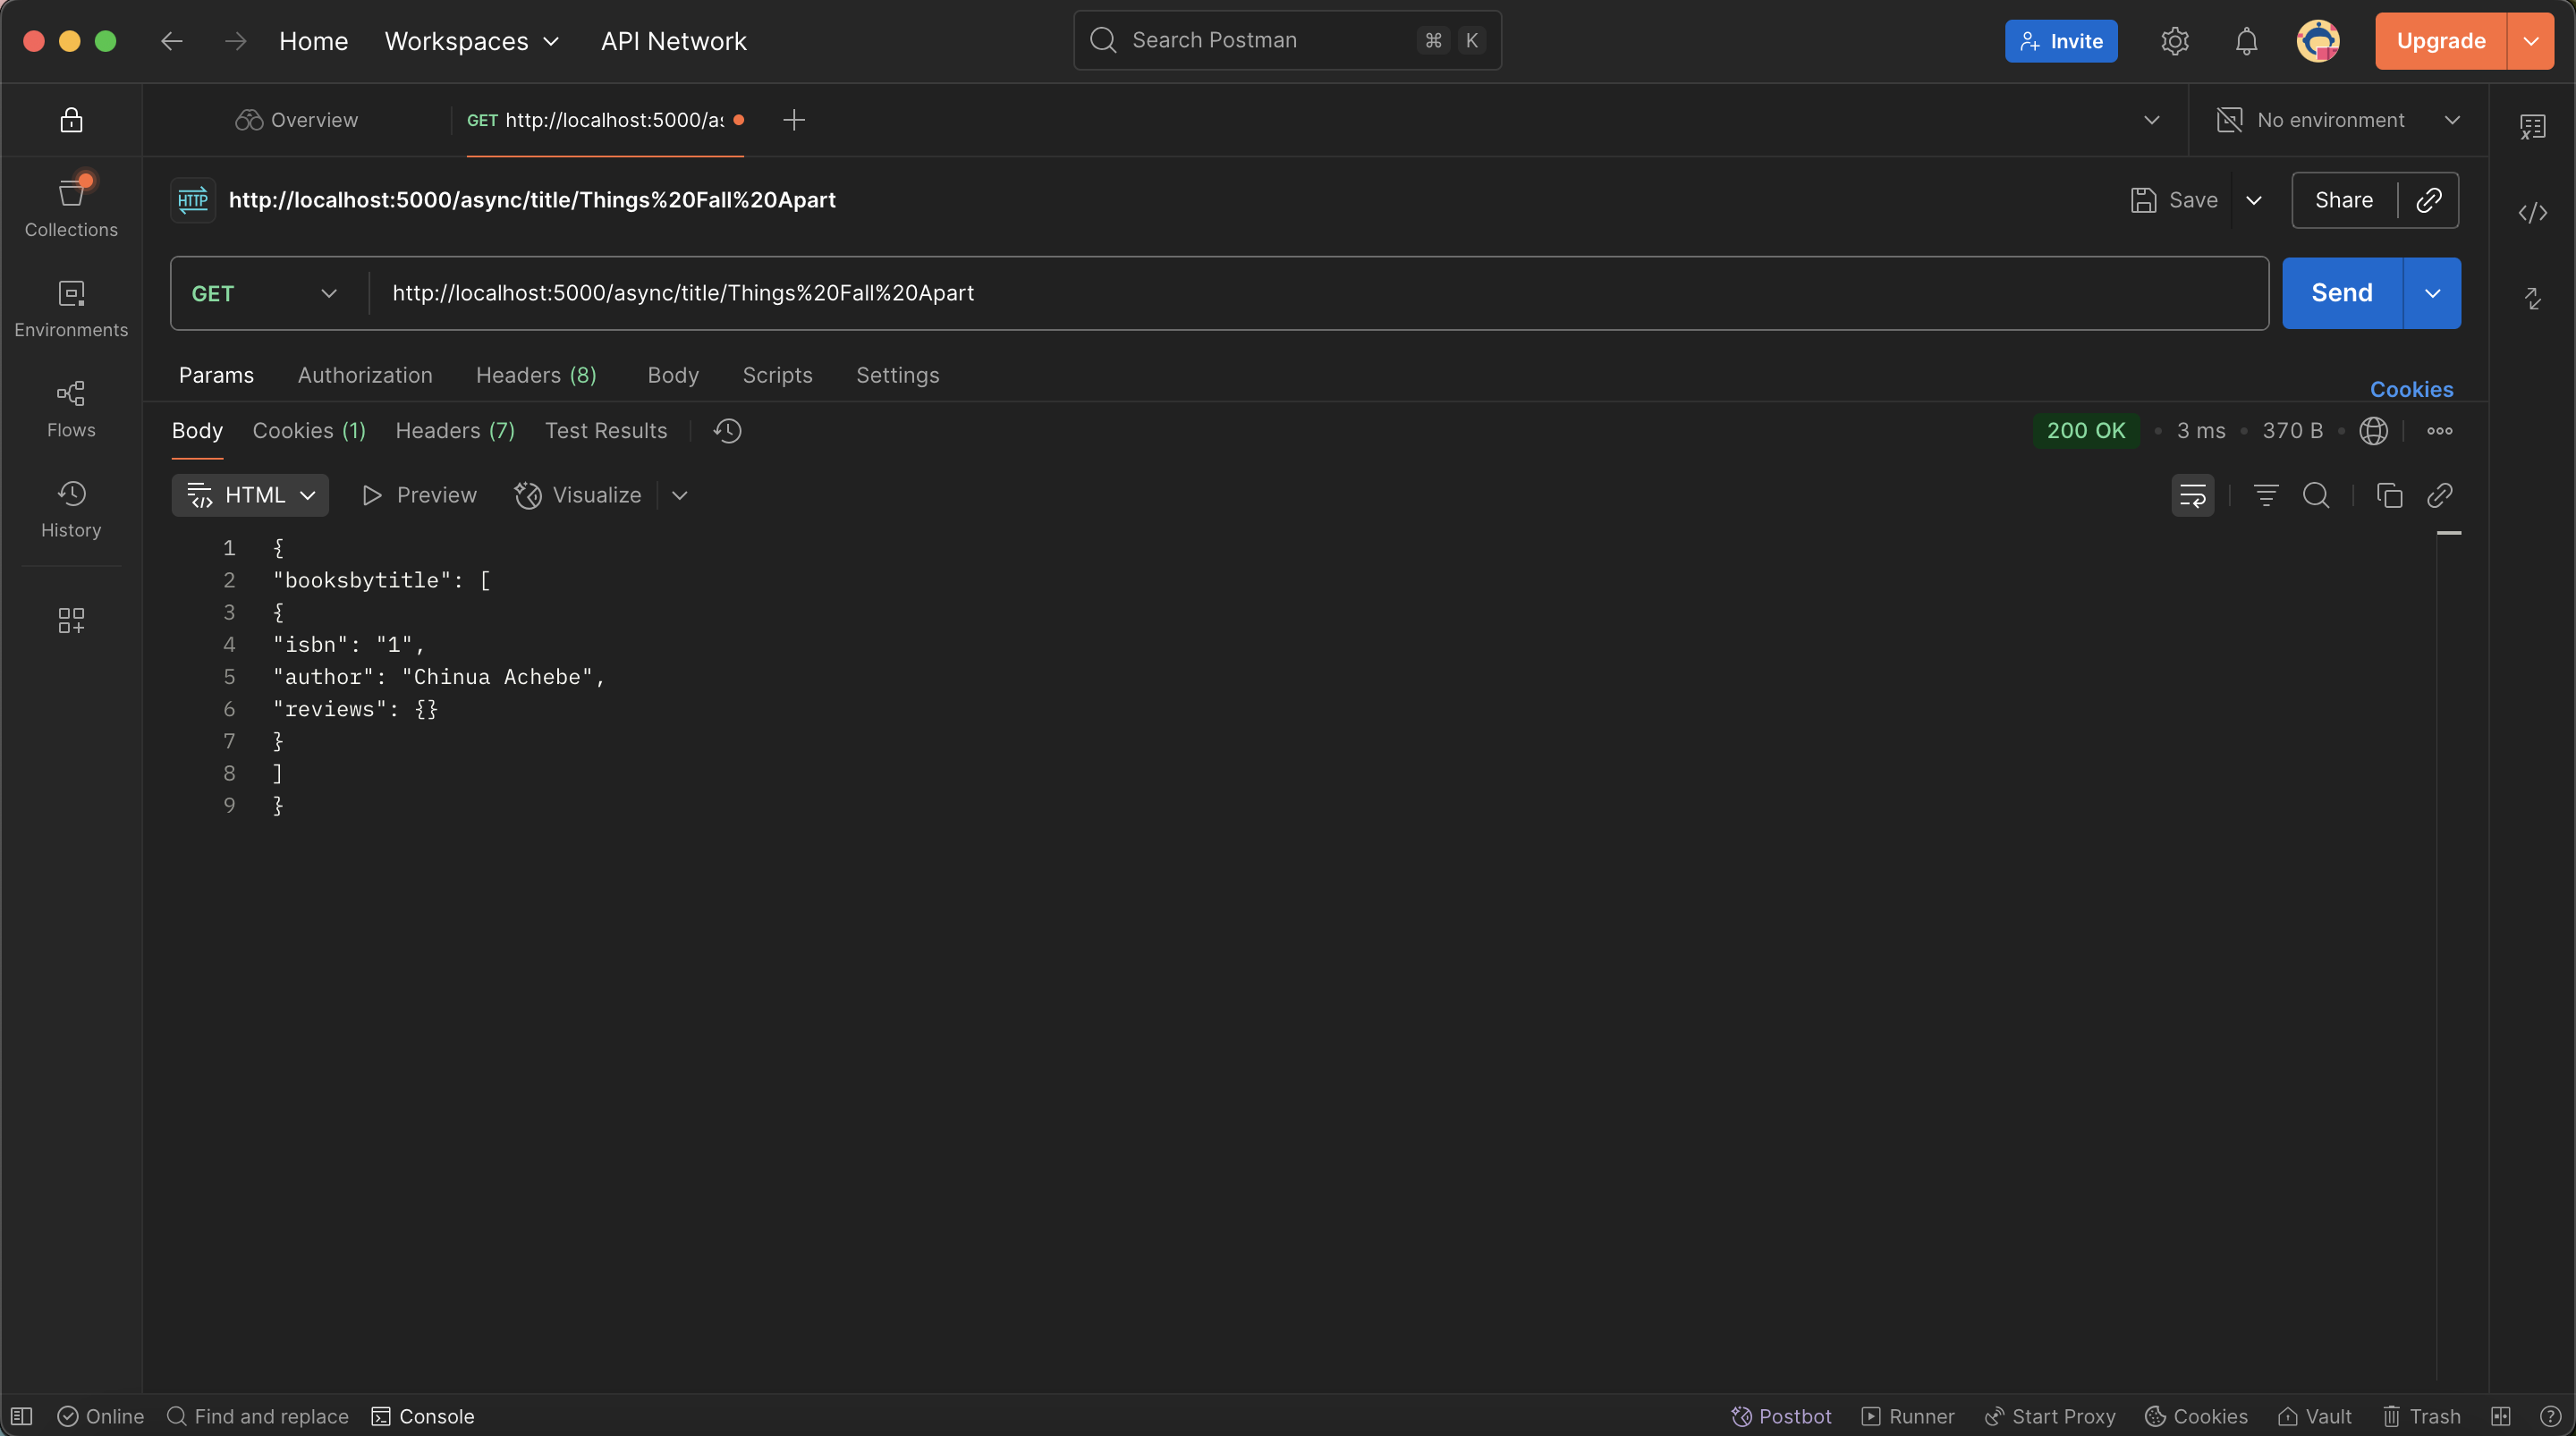 Home Workspaces API Network Search Postman ⌘ K Invite Upgrade
Overview GET http://localhost:5000/as No environment
HTTP http://localhost:5000/async/title/Things%20Fall%20Apart Save Share
Collections
GET http://localhost:5000/async/title/Things%20Fall%20Apart Send
Environments
Params Authorization Headers (8) Body Scripts Settings Cookies
Flows
Body Cookies (1) Headers (7) Test Results 200 OK • 3 ms • 370 B •
HTML Preview Visualize
History
1 {
2 "booksbytitle": [
3 {
4 "isbn": "1",
5 "author": "Chinua Achebe",
6 "reviews": {}
7 }
8 ]
9 }
Online Find and replace Console Postbot Runner Start Proxy Cookies Vault Trash